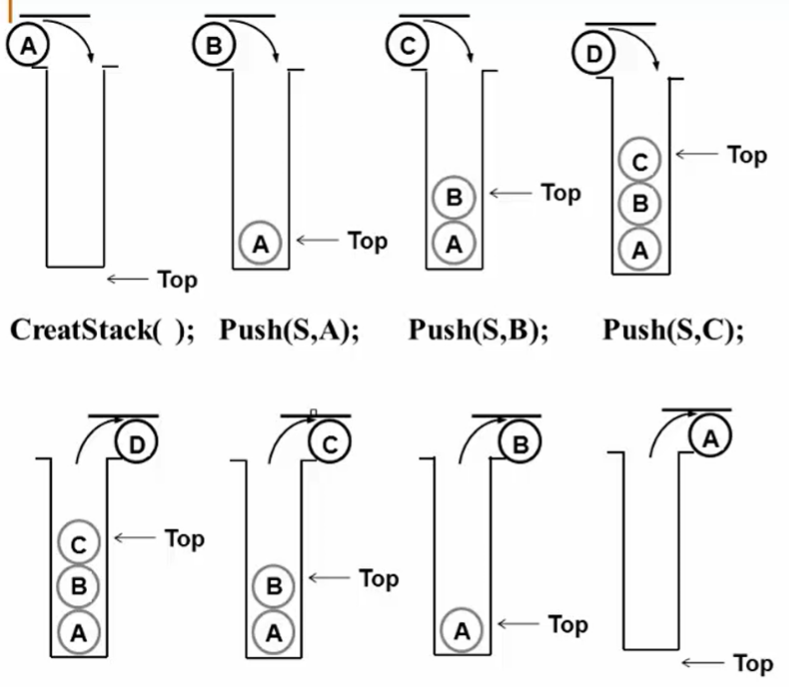 A B C D
C Top
B Top B
A Top A A
Top
CreatStack( ); Push(S,A); Push(S,B); Push(S,C);
D C B A
C Top
B B Top
A A A Top
Top